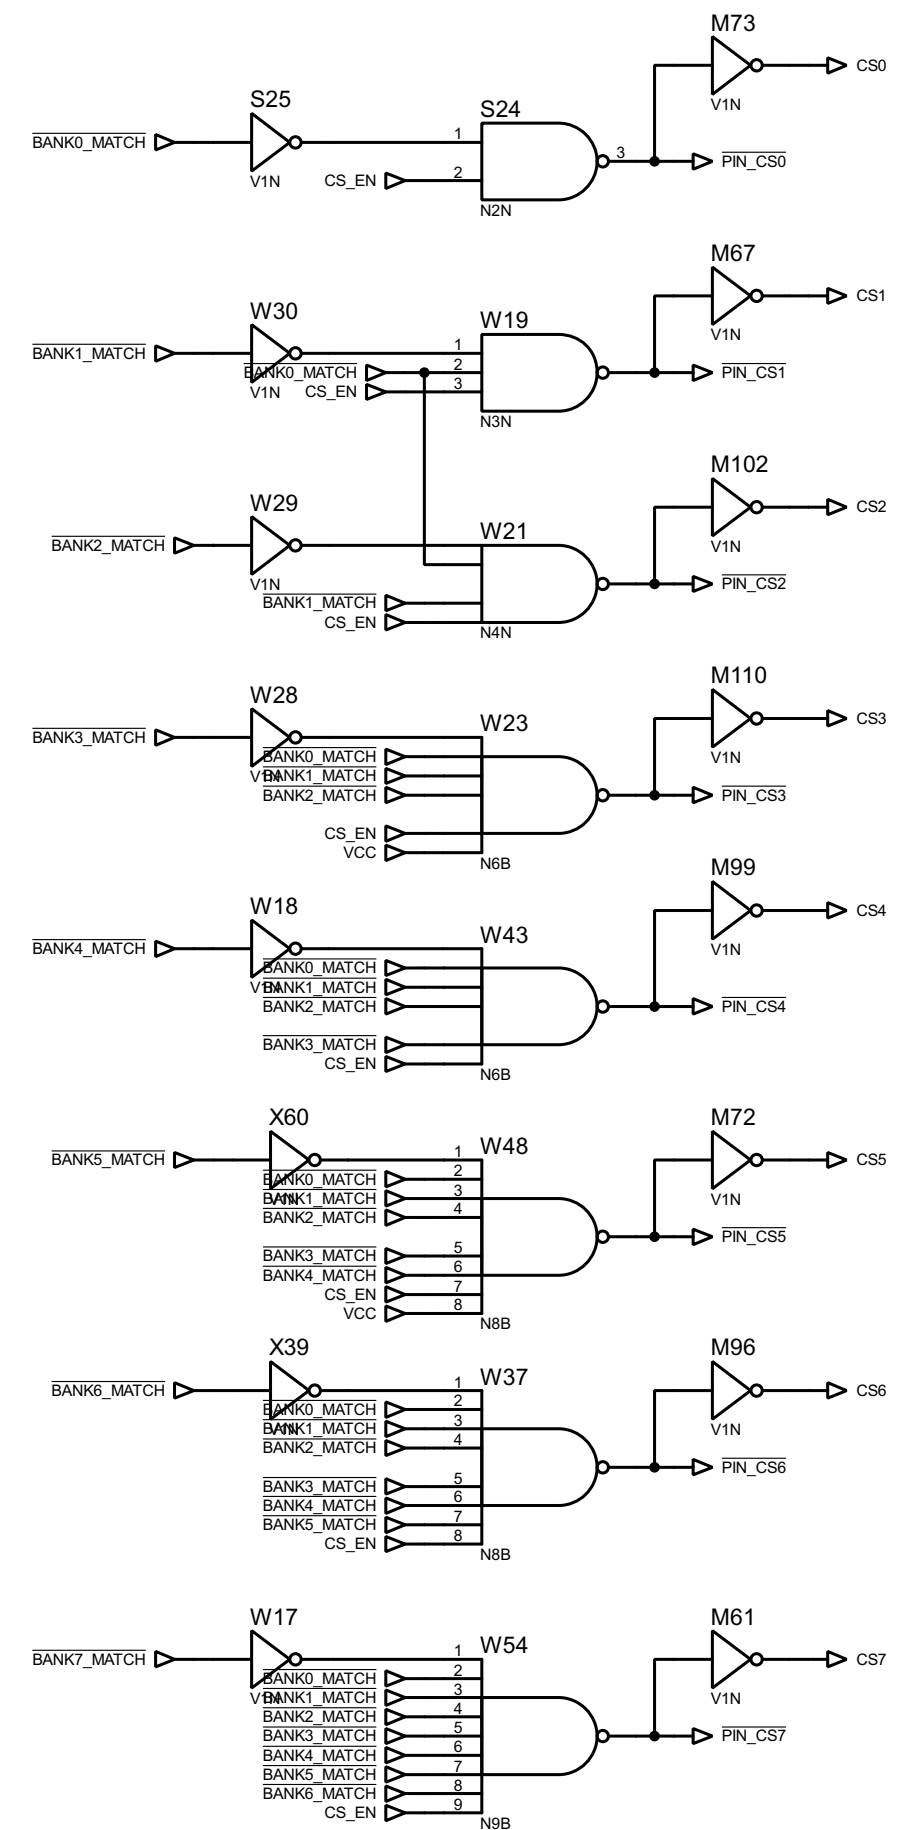 M73
CS0
V1N
S25
S24
BANK0_MATCH
1
3
V1N
CS_EN
2
PIN_CS0
N2N
M67
CS1
V1N
W30
W19
BANK1_MATCH
1
BANK0_MATCH
2
PIN_CS1
V1N
CS_EN
3
N3N
M102
CS2
V1N
W29
W21
BANK2_MATCH
V1N
PIN_CS2
BANK1_MATCH
CS_EN
N4N
M110
CS3
V1N
W28
W23
BANK3_MATCH
BANK0_MATCH
V1N
BANK1_MATCH
BANK2_MATCH
PIN_CS3
CS_EN
VCC
N6B
M99
CS4
V1N
W18
W43
BANK4_MATCH
BANK0_MATCH
V1N
BANK1_MATCH
BANK2_MATCH
PIN_CS4
BANK3_MATCH
CS_EN
N6B
M72
CS5
V1N
X60
W48
BANK5_MATCH
1
BANK0_MATCH
2
V1N
BANK1_MATCH
3
BANK2_MATCH
4
PIN_CS5
BANK3_MATCH
5
BANK4_MATCH
6
CS_EN
7
VCC
8
N8B
M96
CS6
V1N
X39
W37
BANK6_MATCH
1
BANK0_MATCH
2
V1N
BANK1_MATCH
3
BANK2_MATCH
4
PIN_CS6
BANK3_MATCH
5
BANK4_MATCH
6
BANK5_MATCH
7
CS_EN
8
N8B
M61
CS7
V1N
W17
W54
BANK7_MATCH
1
BANK0_MATCH
2
V1N
BANK1_MATCH
3
BANK2_MATCH
4
BANK3_MATCH
5
PIN_CS7
BANK4_MATCH
6
BANK5_MATCH
7
BANK6_MATCH
8
CS_EN
9
N9B